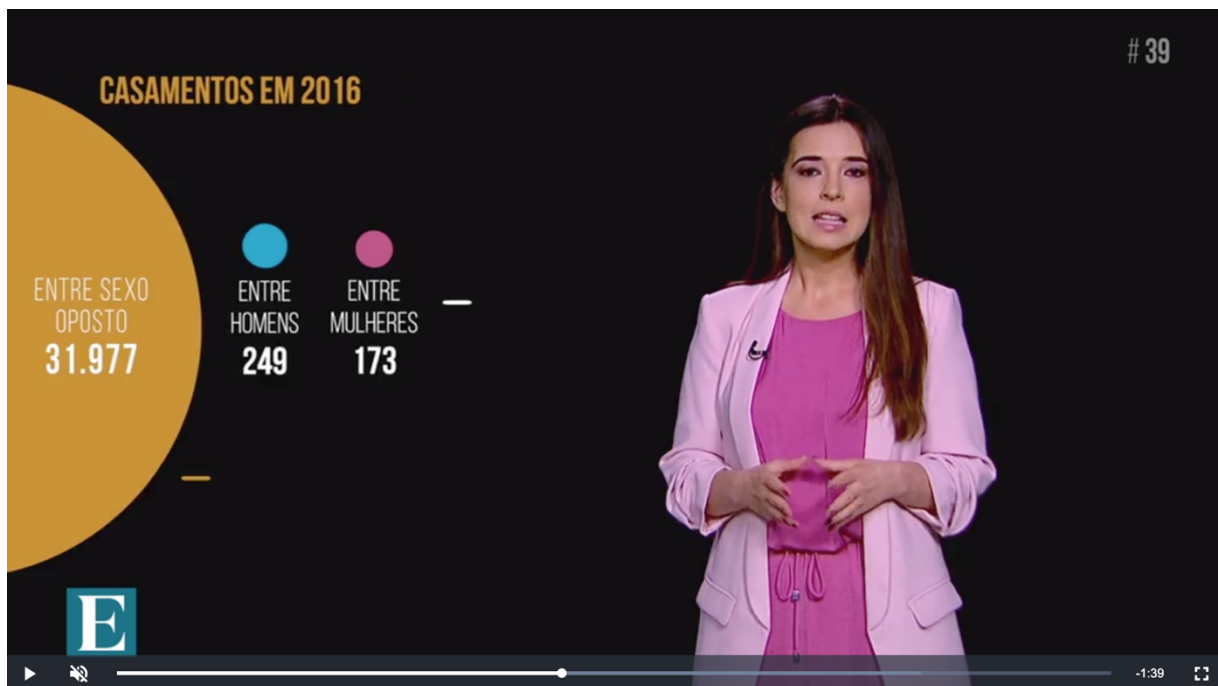 # 39
CASAMENTOS EM 2016
ENTRE SEXO
OPOSTO
31.977
ENTRE
HOMENS
249
ENTRE
MULHERES
173
E
-1:39